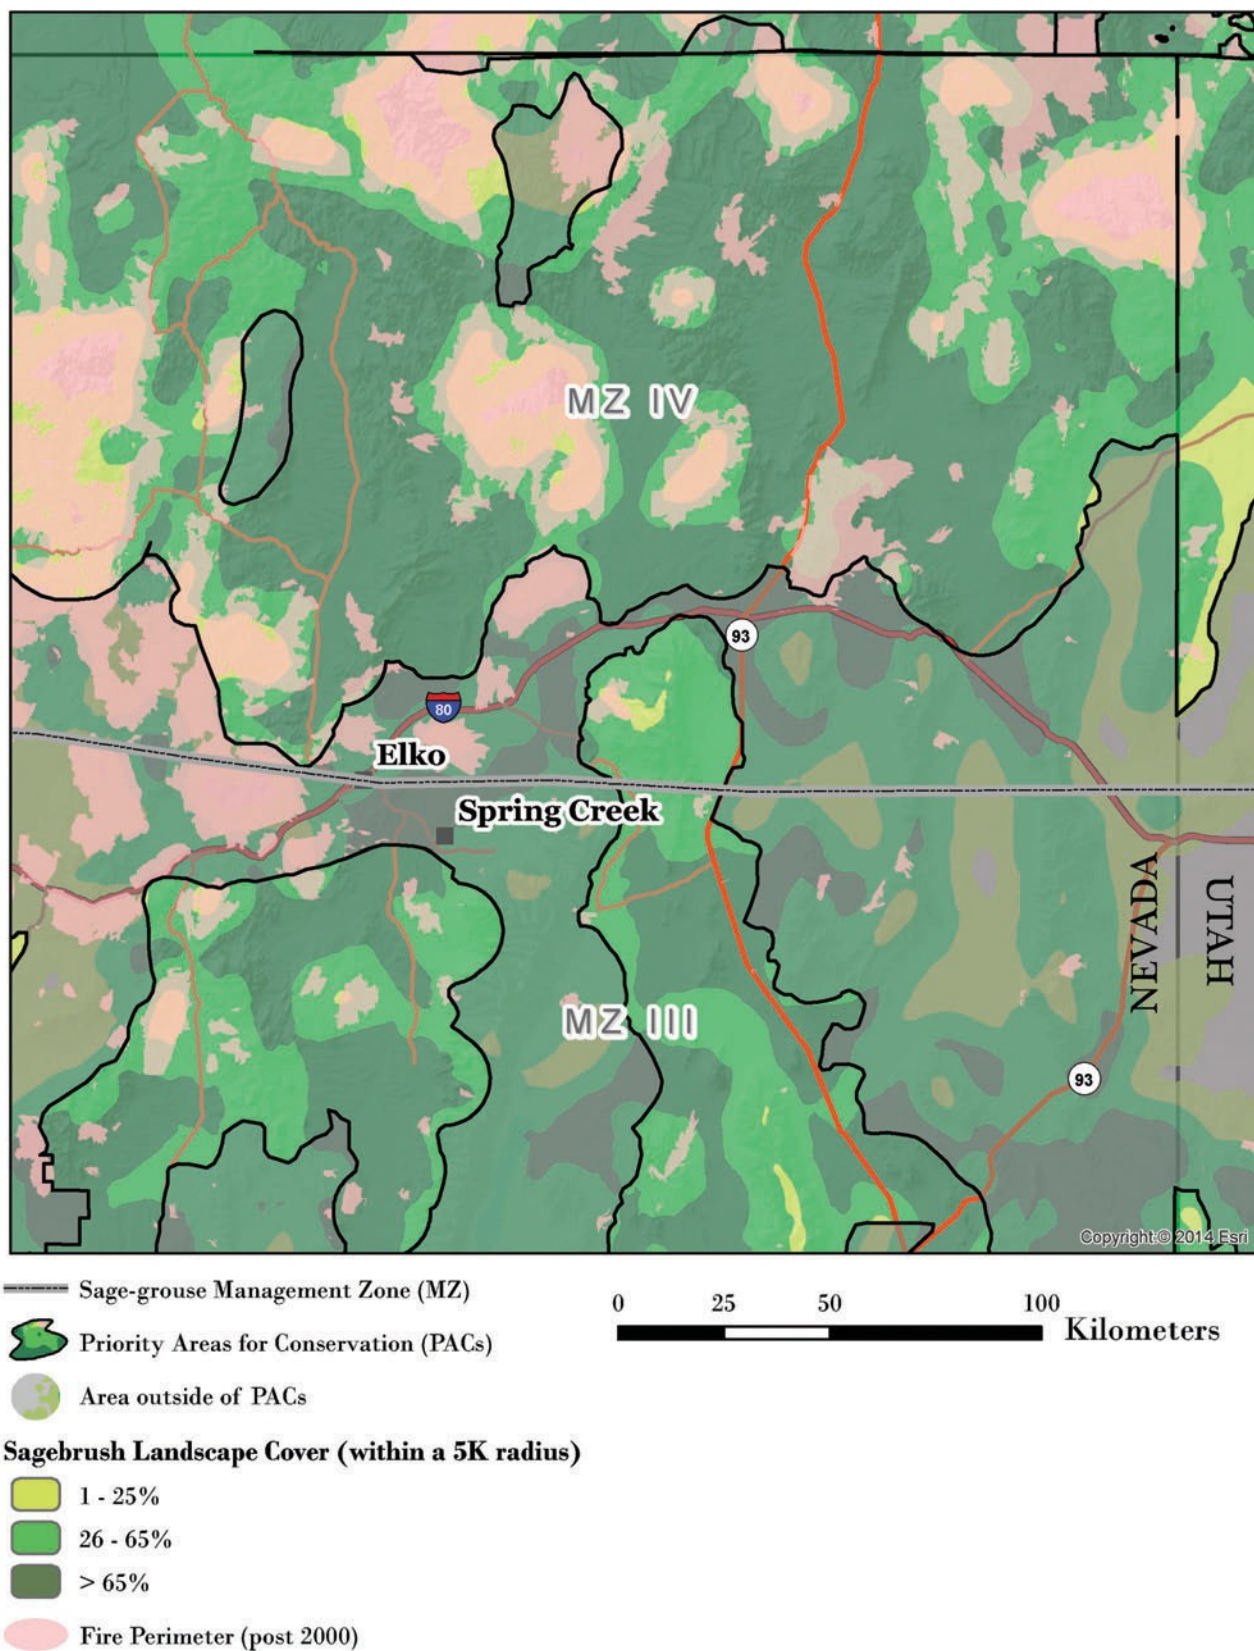 MZ IV
93
80
Elko
Spring Creek
NEVADA
UTAH
MZ III
93
Copyright:© 2014 Esri
Sage-grouse Management Zone (MZ)
Priority Areas for Conservation (PACs)
Area outside of PACs
0 25 50 100
Kilometers
Sagebrush Landscape Cover (within a 5K radius)
1 - 25%
26 - 65%
> 65%
Fire Perimeter (post 2000)